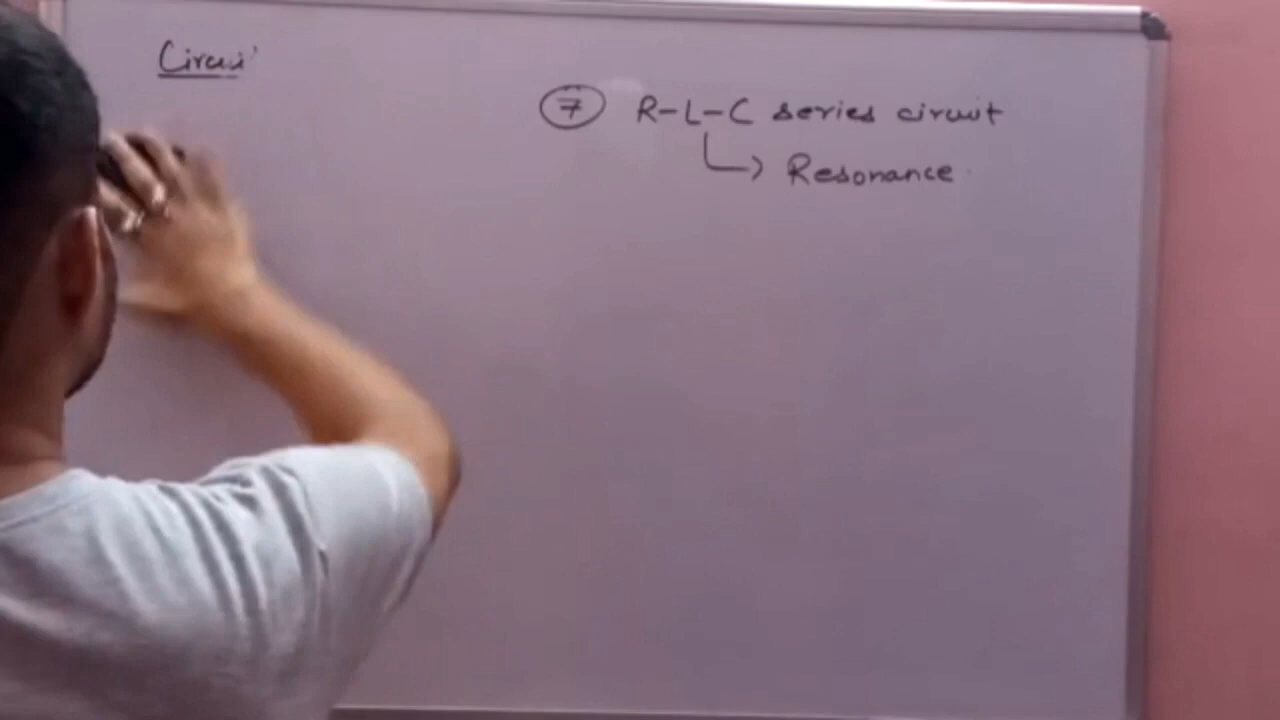 Circui
⑦ R-L-C series circuit
↳ Resonance